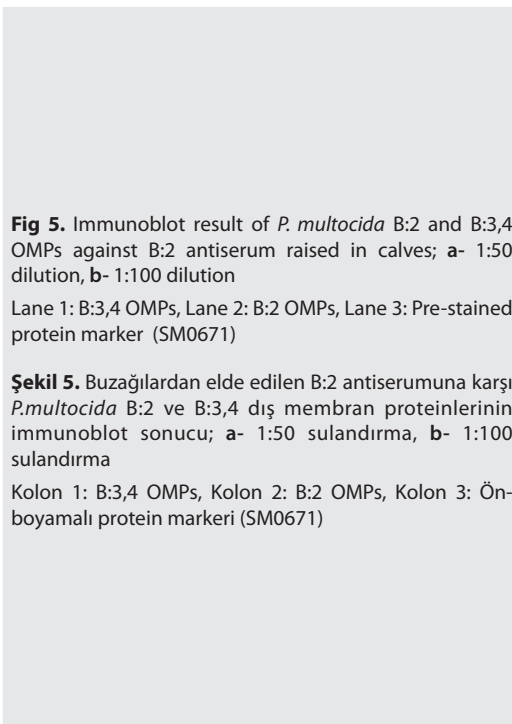 Fig 5. Immunoblot result of P. multocida B:2 and B:3,4
OMPs against B:2 antiserum raised in calves; a- 1:50
dilution, b- 1:100 dilution
Lane 1: B:3,4 OMPs, Lane 2: B:2 OMPs, Lane 3: Pre-stained
protein marker (SM0671)
Şekil 5. Buzağılardan elde edilen B:2 antiserumuna karşı
P.multocida B:2 ve B:3,4 dış membran proteinlerinin
immunoblot sonucu; a- 1:50 sulandırma, b- 1:100
sulandırma
Kolon 1: B:3,4 OMPs, Kolon 2: B:2 OMPs, Kolon 3: Ön-
boyamalı protein markeri (SM0671)